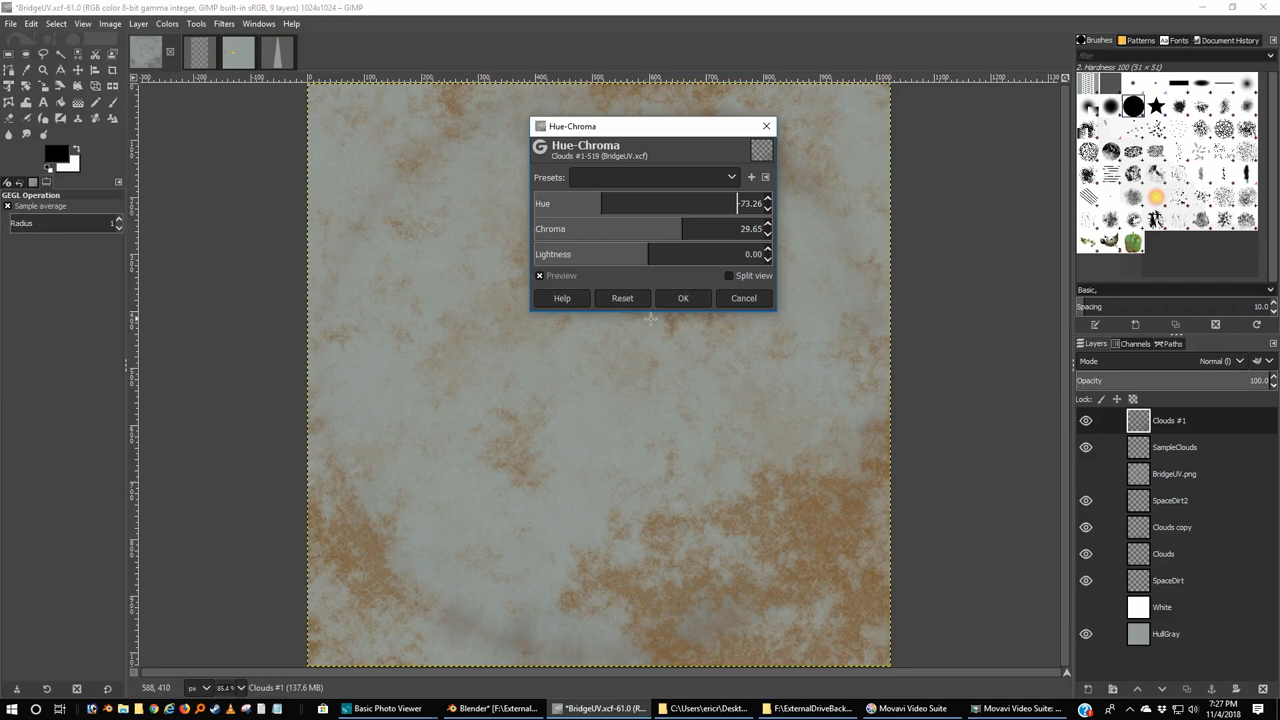 *BridgeUV.xcf-61.0 (RGB color 8-bit gamma integer, GIMP built-in sRGB, 9 layers) 1024x1024 – GIMP
File Edit Select View Image Layer Colors Tools Filters Windows Help
GEGL Operation
Sample average
Radius 1
Hue-Chroma
Hue-Chroma
Clouds #1-519 (BridgeUV.xcf)
Presets:
Hue -73.26
Chroma 29.65
Lightness 0.00
Preview Split view
Help Reset OK Cancel
Brushes Patterns Fonts Document History
filter
2. Hardness 100 (51 × 51)
Basic,
Spacing 10.0
Layers Channels Paths
Mode Normal (l)
Opacity 100.0
Lock:
Clouds #1
SampleClouds
BridgeUV.png
SpaceDirt2
Clouds copy
Clouds
SpaceDirt
White
HullGray
588, 410 px 85.4 Clouds #1 (137.6 MB)
Basic Photo Viewer
Blender* [F:\External...
*BridgeUV.xcf-61.0 (R...
C:\Users\ericr\Deskt...
F:\ExternalDriveBack...
Movavi Video Suite
Movavi Video Suite: ...
7:27 PM
11/4/2018